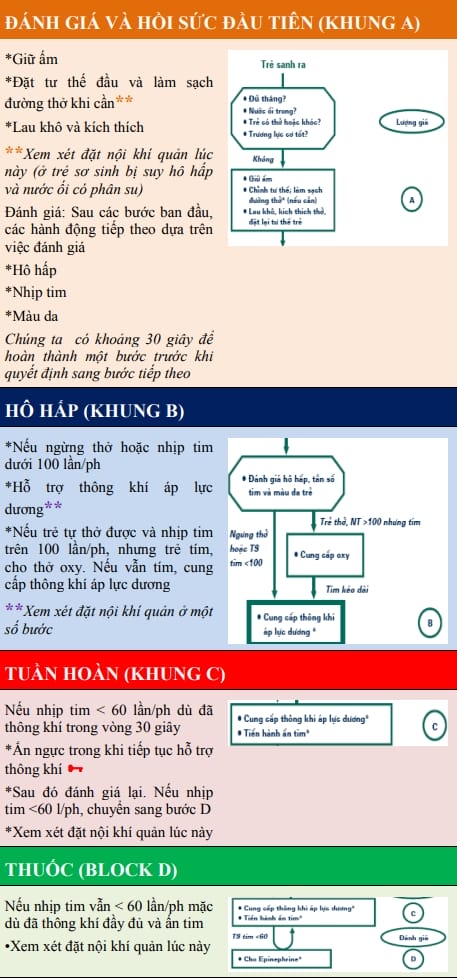 ĐÁNH GIÁ VÀ HỒI SỨC ĐẦU TIÊN (KHUNG A)
*Giữ ấm
*Đặt tư thế đầu và làm sạch
đường thở khi cần**
*Lau khô và kích thích
**Xem xét đặt nội khí quản lúc
này (ở trẻ sơ sinh bị suy hô hấp
và nước ối có phân su)
Đánh giá: Sau các bước ban đầu,
các hành động tiếp theo dựa trên
việc đánh giá
*Hô hấp
*Nhịp tim
*Màu da
Chúng ta có khoảng 30 giây để
hoàn thành một bước trước khi
quyết định sang bước tiếp theo
Trẻ sanh ra
• Đủ tháng?
• Nước ối trong?
• Trẻ có thở hoặc khóc?
• Trương lực cơ tốt?
Lượng giá
Không
• Giữ ấm
• Chỉnh tư thế; làm sạch
đường thở* (nếu cần)
• Lau khô, kích thích thở,
đặt lại tư thế trẻ
A
HÔ HẤP (KHUNG B)
*Nếu ngừng thở hoặc nhịp tim
dưới 100 lần/ph
*Hỗ trợ thông khí áp lực
dương**
*Nếu trẻ tự thở được và nhịp tim
trên 100 lần/ph, nhưng trẻ tím,
cho thở oxy. Nếu vẫn tím, cung
cấp thông khí áp lực dương
**Xem xét đặt nội khí quản ở một
số bước
• Đánh giá hô hấp, tần số
tim và màu da trẻ
Trẻ thở, NT >100 nhưng tím
Ngưng thở
hoặc TS
tim <100
• Cung cấp oxy
Tím kéo dài
• Cung cấp thông khí
áp lực dương *
B
TUẦN HOÀN (KHUNG C)
Nếu nhịp tim < 60 lần/ph dù đã
thông khí trong vòng 30 giây
*Ấn ngực trong khi tiếp tục hỗ trợ
thông khí
*Sau đó đánh giá lại. Nếu nhịp
tim <60 l/ph, chuyển sang bước D
*Xem xét đặt nội khí quản lúc này
• Cung cấp thông khí áp lực dương*
• Tiến hành ấn tim*
C
THUỐC (BLOCK D)
Nếu nhịp tim vẫn < 60 lần/ph mặc
dù đã thông khí đầy đủ và ấn tim
•Xem xét đặt nội khí quản lúc này
• Cung cấp thông khí áp lực dương*
• Tiến hành ấn tim*
C
TS tim <60
Đánh giá
• Cho Epinephrine*
D